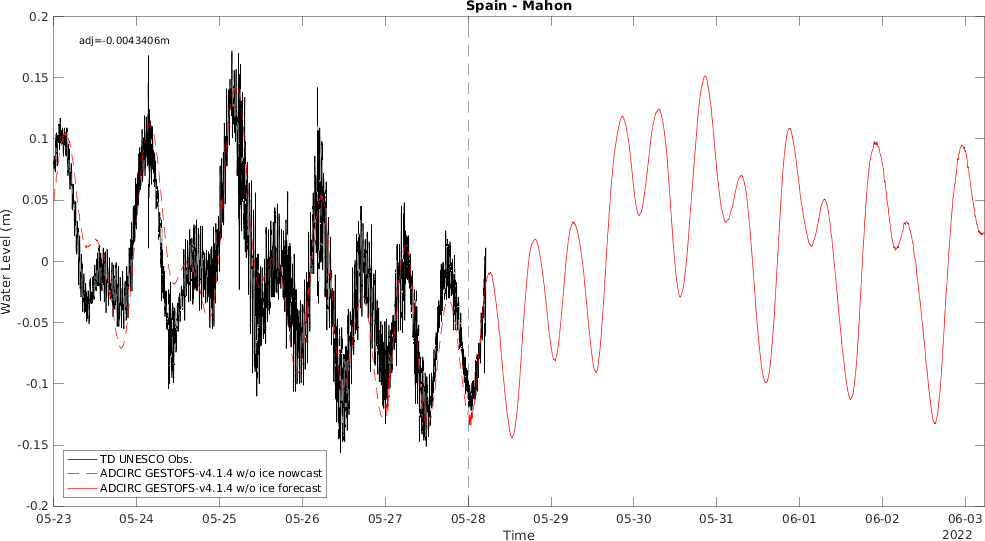 Spain - Mahon
adj=-0.0043406m
0.2
0.15
0.1
0.05
0
-0.05
-0.1
-0.15
-0.2
Water Level (m)
TD UNESCO Obs.
ADCIRC GESTOFS-v4.1.4 w/o ice nowcast
ADCIRC GESTOFS-v4.1.4 w/o ice forecast
05-23 05-24 05-25 05-26 05-27 05-28 05-29 05-30 05-31 06-01 06-02 06-03
Time 2022